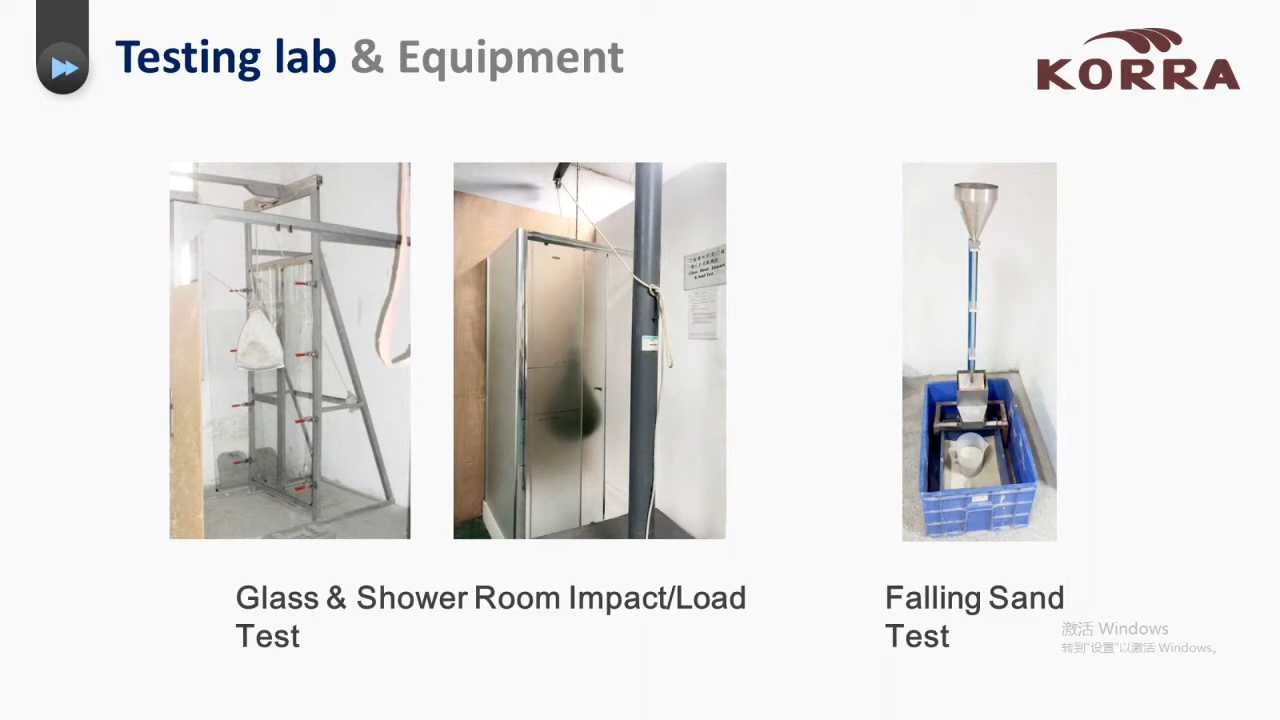 Testing lab & Equipment
KORRA
Glass & Shower Room Impact/Load
Test
Falling Sand
Test
激活 Windows
转到"设置"以激活 Windows。